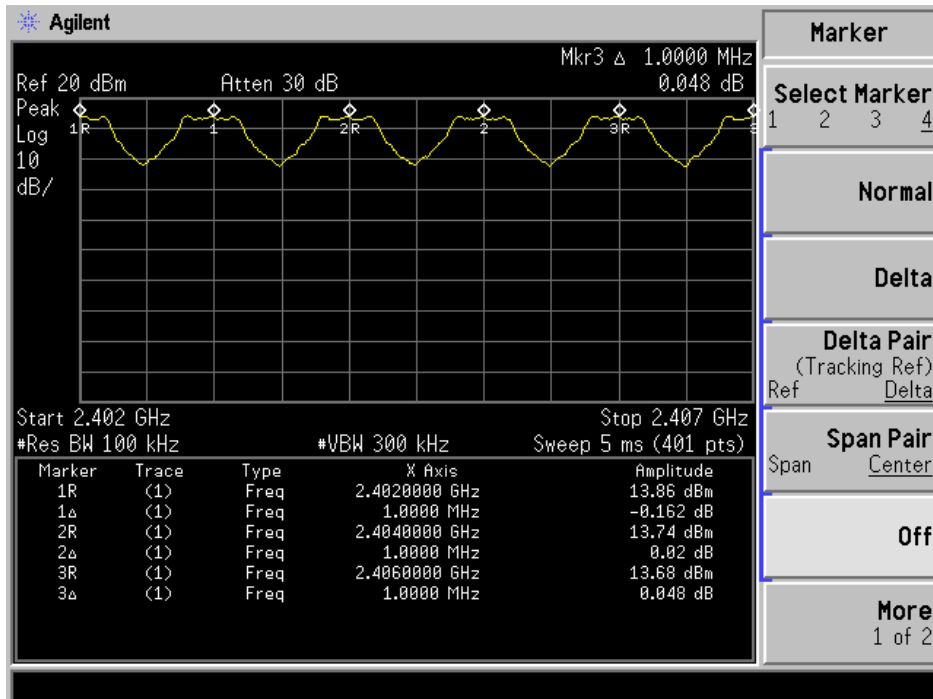 Agilent
Marker
Mkr3 Δ 1.0000 MHz
Ref 20 dBm Atten 30 dB 0.048 dB
Peak
Log
10
dB/
1R 1 2R 2 3R 3
Start 2.402 GHz Stop 2.407 GHz
#Res BW 100 kHz #VBW 300 kHz Sweep 5 ms (401 pts)
Marker Trace Type X Axis Amplitude
1R (1) Freq 2.4020000 GHz 13.86 dBm
1Δ (1) Freq 1.0000 MHz -0.162 dB
2R (1) Freq 2.4040000 GHz 13.74 dBm
2Δ (1) Freq 1.0000 MHz 0.02 dB
3R (1) Freq 2.4060000 GHz 13.68 dBm
3Δ (1) Freq 1.0000 MHz 0.048 dB
Select Marker
1 2 3 4
Normal
Delta
Delta Pair
(Tracking Ref)
Ref Delta
Span Pair
Span Center
Off
More
1 of 2